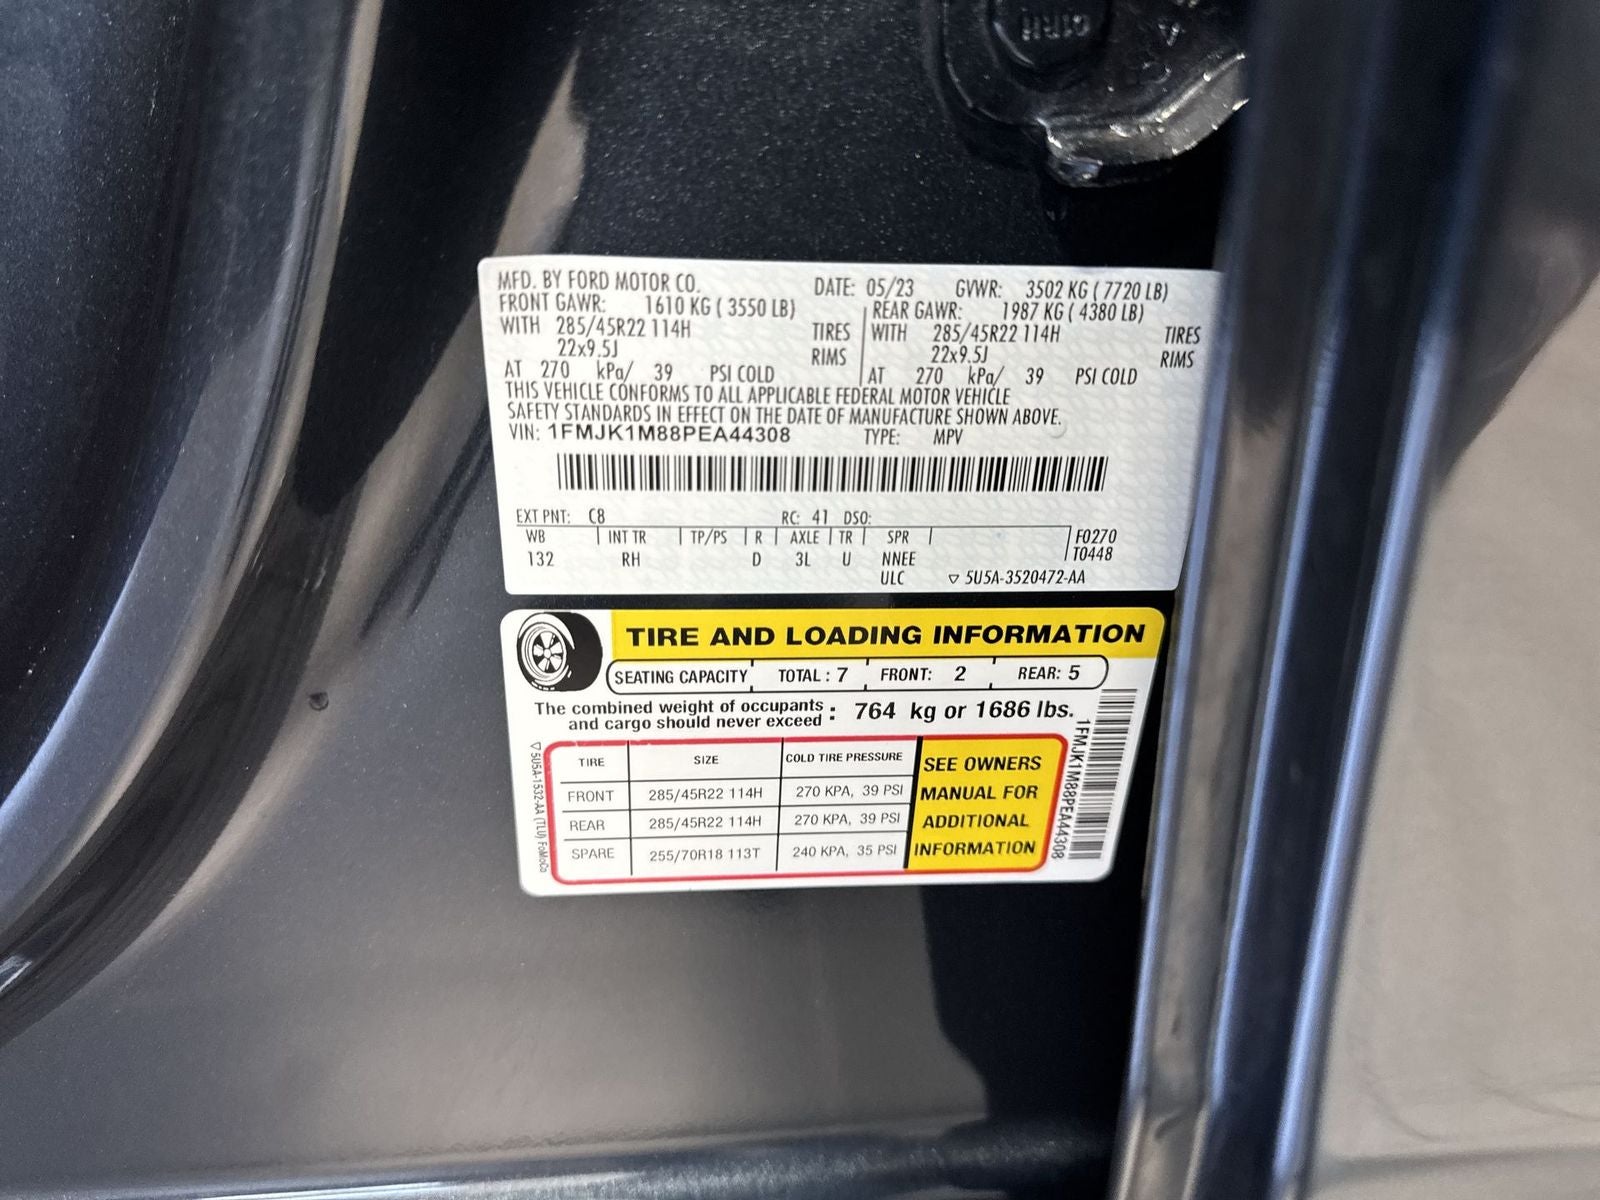 MFD. BY FORD MOTOR CO. DATE: 05/23 GVWR: 3502 KG ( 7720 LB)
FRONT GAWR: 1610 KG ( 3550 LB) REAR GAWR: 1987 KG ( 4380 LB)
WITH 285/45R22 114H TIRES WITH 285/45R22 114H TIRES
22x9.5J RIMS 22x9.5J RIMS
AT 270 kPa/ 39 PSI COLD AT 270 kPa/ 39 PSI COLD
THIS VEHICLE CONFORMS TO ALL APPLICABLE FEDERAL MOTOR VEHICLE
SAFETY STANDARDS IN EFFECT ON THE DATE OF MANUFACTURE SHOWN ABOVE.
VIN: 1FMJK1M88PEA44308 TYPE: MPV
EXT PNT: C8 RC: 41 DSO:
WB INT TR TP/PS R AXLE TR SPR F0270
132 RH D 3L U NNEE T0448
ULC ▽ 5U5A-3520472-AA
TIRE AND LOADING INFORMATION
SEATING CAPACITY TOTAL : 7 FRONT: 2 REAR: 5
The combined weight of occupants
and cargo should never exceed : 764 kg or 1686 lbs.
TIRE SIZE COLD TIRE PRESSURE
FRONT 285/45R22 114H 270 KPA, 39 PSI
REAR 285/45R22 114H 270 KPA, 39 PSI
SPARE 255/70R18 113T 240 KPA, 35 PSI
SEE OWNERS
MANUAL FOR
ADDITIONAL
INFORMATION
1FMJK1M88PEA44308
▽5U5A-1532-AA (TLU) FoMoCo